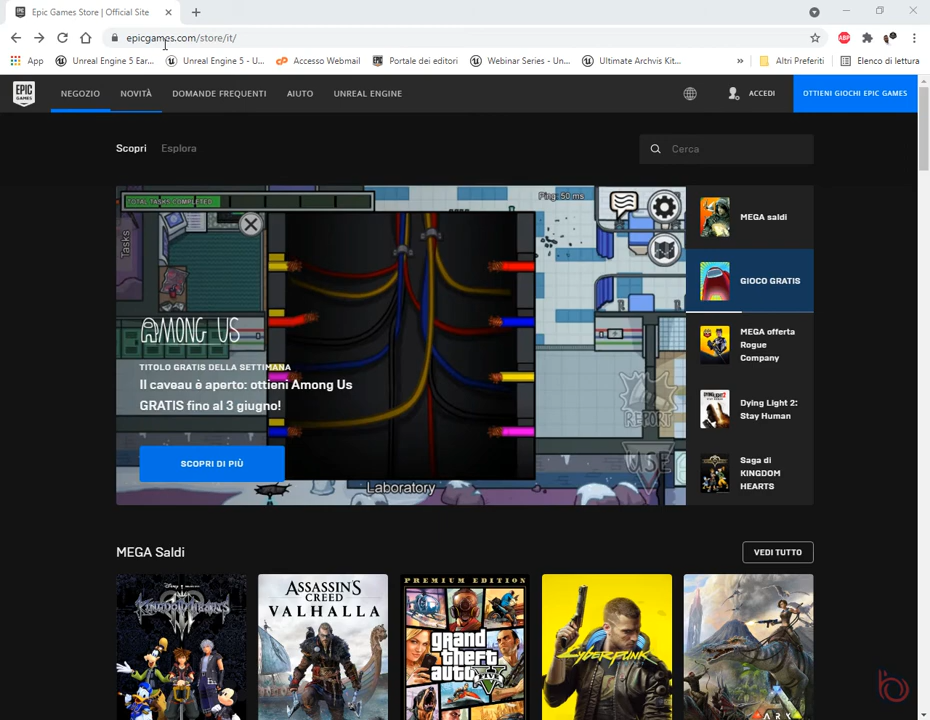 Epic Games Store | Official Site
epicgames.com/store/it/
ABP
App
Unreal Engine 5 Ear...
Unreal Engine 5 - U...
Accesso Webmail
Portale dei editori
Webinar Series - Un...
Ultimate Archvis Kit...
»
Altri Preferiti
Elenco di lettura
EPIC GAMES
NEGOZIO
NOVITÀ
DOMANDE FREQUENTI
AIUTO
UNREAL ENGINE
ACCEDI
OTTIENI GIOCHI EPIC GAMES
Scopri
Esplora
Cerca
TOTAL TASKS COMPLETED
Ping: 50 ms
Tasks
AMONG US
TITOLO GRATIS DELLA SETTIMANA
Il caveau è aperto: ottieni Among Us
GRATIS fino al 3 giugno!
SCOPRI DI PIÙ
REPORT
USE
Laboratory
MEGA saldi
GIOCO GRATIS
MEGA offerta
Rogue
Company
Dying Light 2:
Stay Human
Saga di
KINGDOM
HEARTS
MEGA Saldi
VEDI TUTTO
Disney
KINGDOM HEARTS
ASSASSIN'S
CREED
VALHALLA
PREMIUM EDITION
grand
theft
auto
V
Cyberpunk
ARK